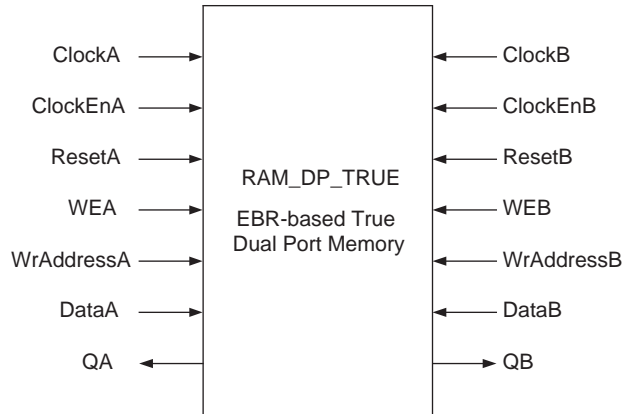 ClockA
ClockEnA
ResetA
WEA
WrAddressA
DataA
QA
RAM_DP_TRUE
EBR-based True
Dual Port Memory
ClockB
ClockEnB
ResetB
WEB
WrAddressB
DataB
QB